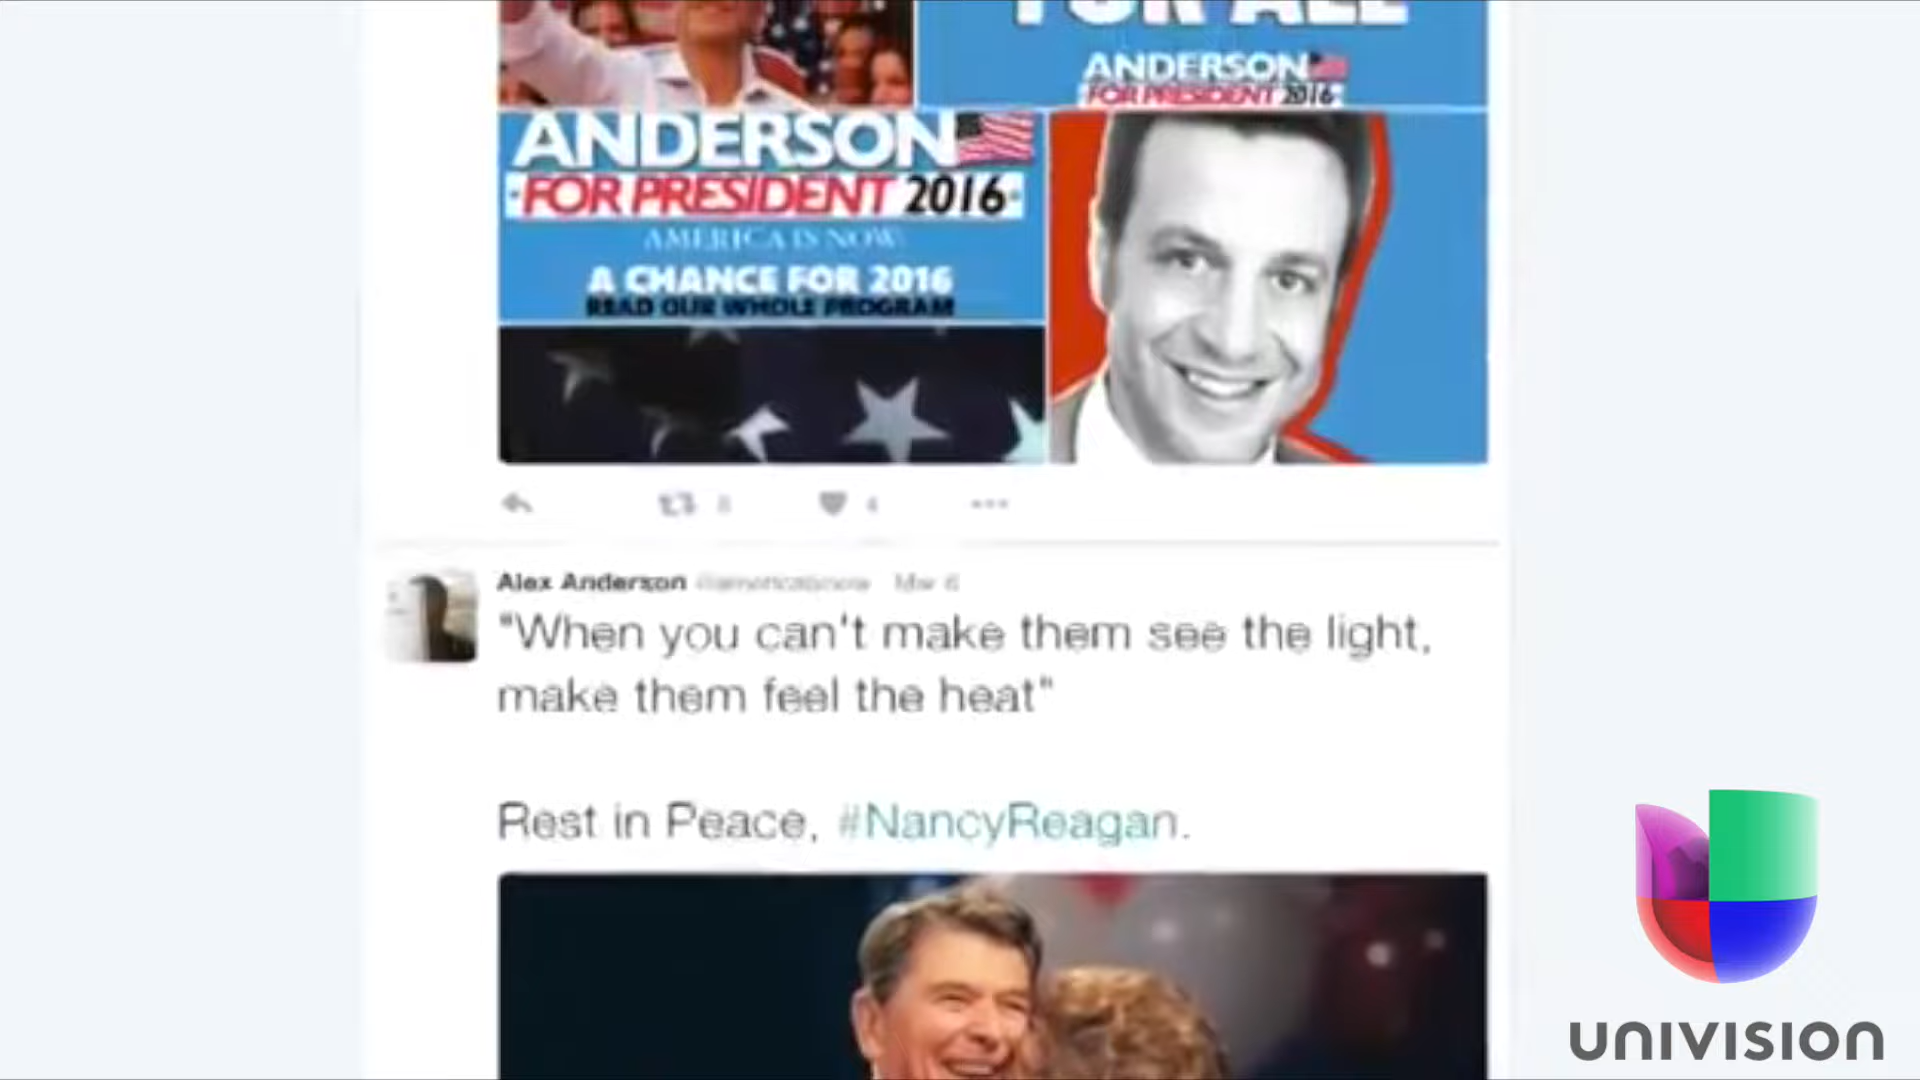 FOR ALL
ANDERSON
FOR PRESIDENT 2016
ANDERSON
FOR PRESIDENT 2016
AMERICA IS NOW
A CHANCE FOR 2016
READ OUR WHOLE PROGRAM
Alex Anderson
"When you can't make them see the light,
make them feel the heat"
Rest in Peace, #NancyReagan.
UNIVISION